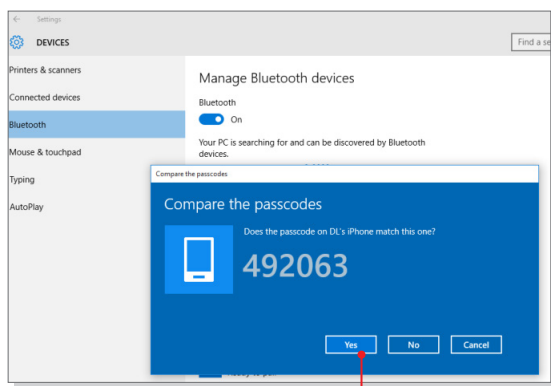 Settings
DEVICES
Find a se
Printers & scanners
Connected devices
Bluetooth
Mouse & touchpad
Typing
AutoPlay
Manage Bluetooth devices
Bluetooth
On
Your PC is searching for and can be discovered by Bluetooth
devices.
Compare the passcodes
Compare the passcodes
Does the passcode on DL's iPhone match this one?
492063
Yes
No
Cancel